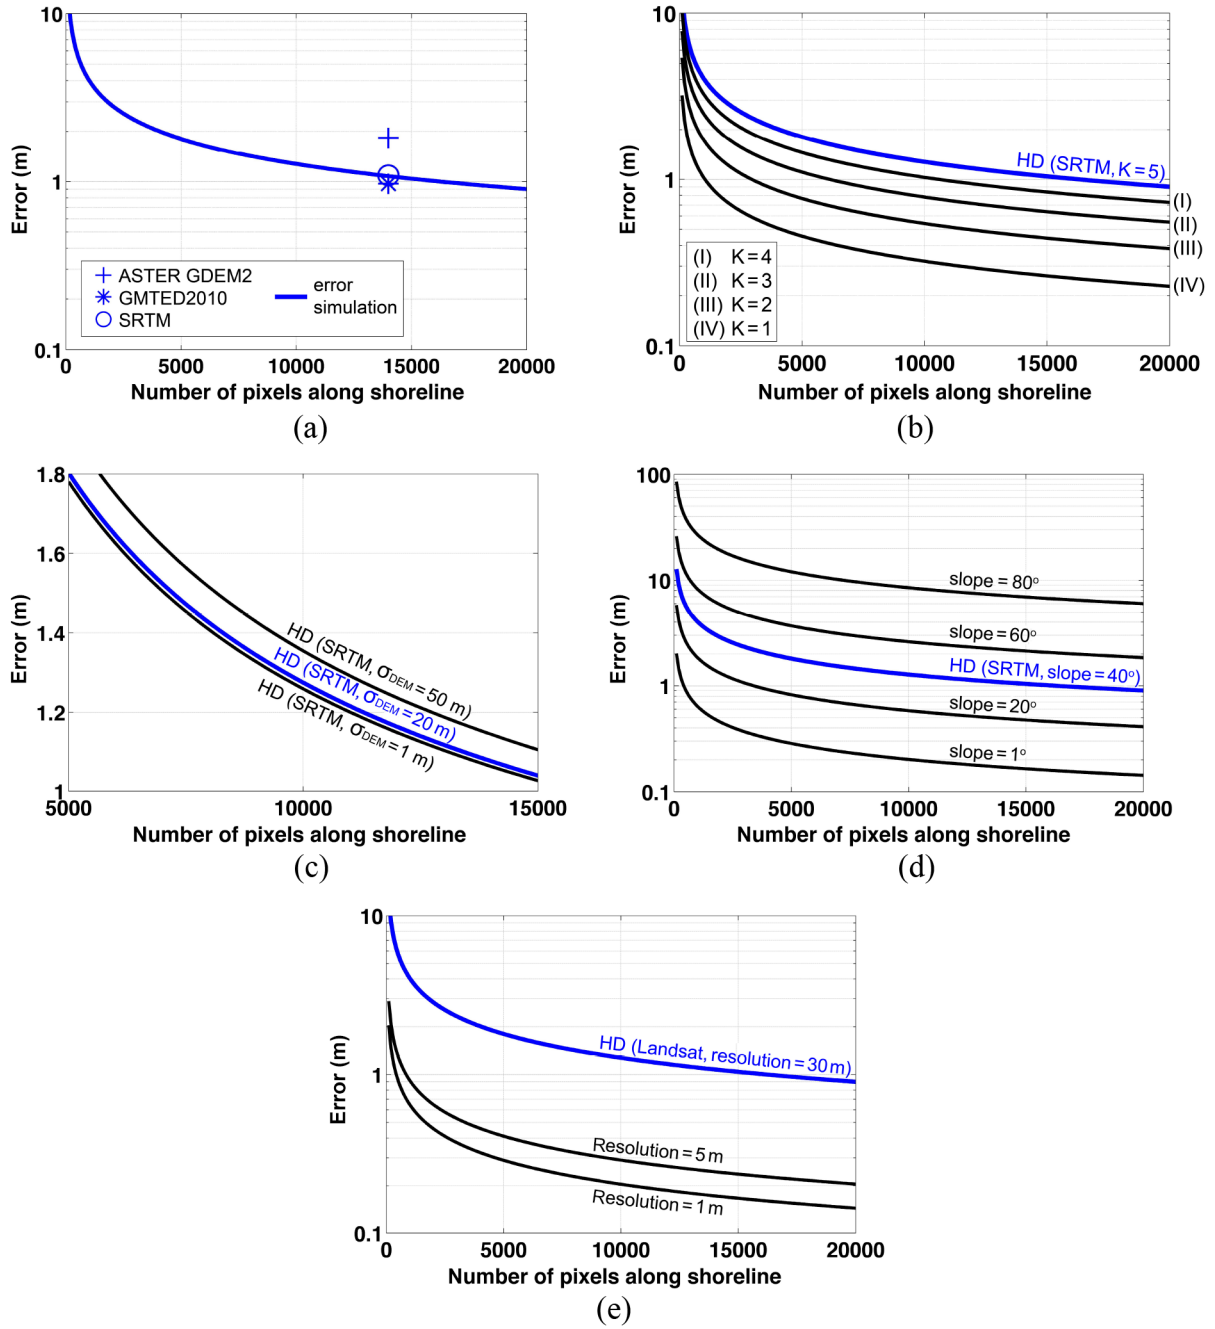 10
1
0.1
Error (m)
+ ASTER GDEM2
GMTED2010
SRTM
error
simulation
0 5000 10000 15000 20000
Number of pixels along shoreline
(a)
10
1
0.1
Error (m)
HD (SRTM, K=5)
(I)
(II)
(III)
(IV)
(I) K=4
(II) K=3
(III) K=2
(IV) K=1
0 5000 10000 15000 20000
Number of pixels along shoreline
(b)
1.8
1.6
1.4
1.2
1
Error (m)
HD (SRTM, σDEM=50 m)
HD (SRTM, σDEM=20 m)
HD (SRTM, σDEM=1 m)
5000 10000 15000
Number of pixels along shoreline
(c)
100
10
1
0.1
Error (m)
slope=80°
slope=60°
HD (SRTM, slope=40°)
slope=20°
slope=1°
0 5000 10000 15000 20000
Number of pixels along shoreline
(d)
10
1
0.1
Error (m)
HD (Landsat, resolution=30m)
Resolution=5m
Resolution=1m
0 5000 10000 15000 20000
Number of pixels along shoreline
(e)